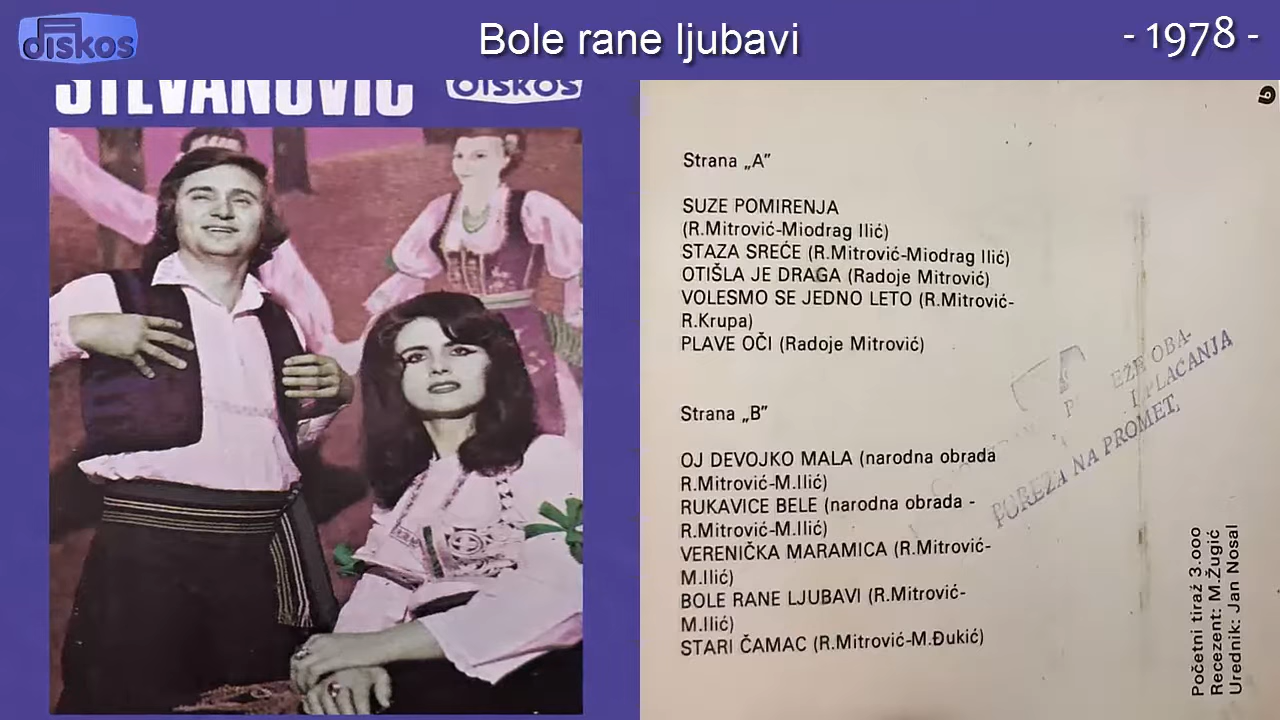 diskos
Bole rane ljubavi
- 1978 -
STEVANOVIĆ
diskos
9
Strana „A”
SUZE POMIRENJA
(R.Mitrović-Miodrag Ilić)
STAZA SREĆE (R.Mitrović-Miodrag Ilić)
OTIŠLA JE DRAGA (Radoje Mitrović)
VOLESMO SE JEDNO LETO (R.Mitrović-
R.Krupa)
PLAVE OČI (Radoje Mitrović)
Strana „B”
OJ DEVOJKO MALA (narodna obrada
R.Mitrović-M.Ilić)
RUKAVICE BELE (narodna obrada -
R.Mitrović-M.Ilić)
VERENIČKA MARAMICA (R.Mitrović-
M.Ilić)
BOLE RANE LJUBAVI (R.Mitrović-
M.Ilić)
STARI ČAMAC (R.Mitrović-M.Đukić)
OBA-
PLAĆANJA
POREZA NA PROMET,
Početni tiraž 3.000
Recezent: M.Žugić
Urednik: Jan Nosal